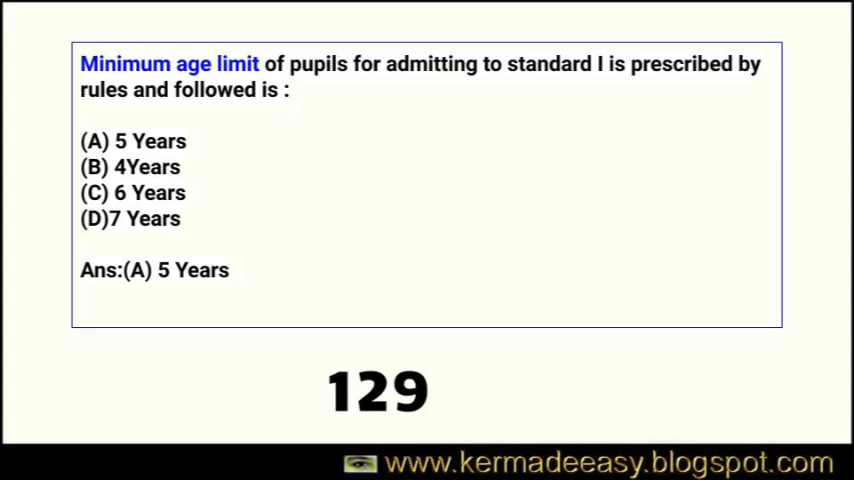 Minimum age limit of pupils for admitting to standard I is prescribed by
rules and followed is :
(A) 5 Years
(B) 4Years
(C) 6 Years
(D)7 Years
Ans:(A) 5 Years
129
www.kermadeeasy.blogspot.com